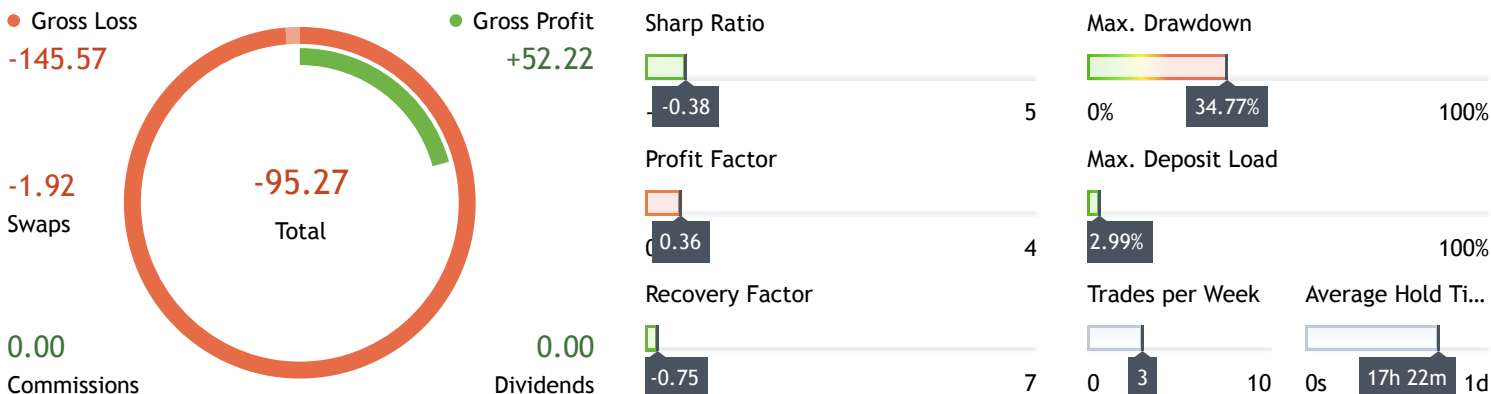 Gross Loss
-145.57
Gross Profit
+52.22
-1.92
Swaps
-95.27
Total
0.00
Commissions
0.00
Dividends
Sharp Ratio
-0.38
5
Profit Factor
0.36
4
Recovery Factor
-0.75
7
Max. Drawdown
0%
34.77%
100%
Max. Deposit Load
2.99%
100%
Trades per Week
0
3
10
Average Hold Ti...
0s
17h 22m
1d